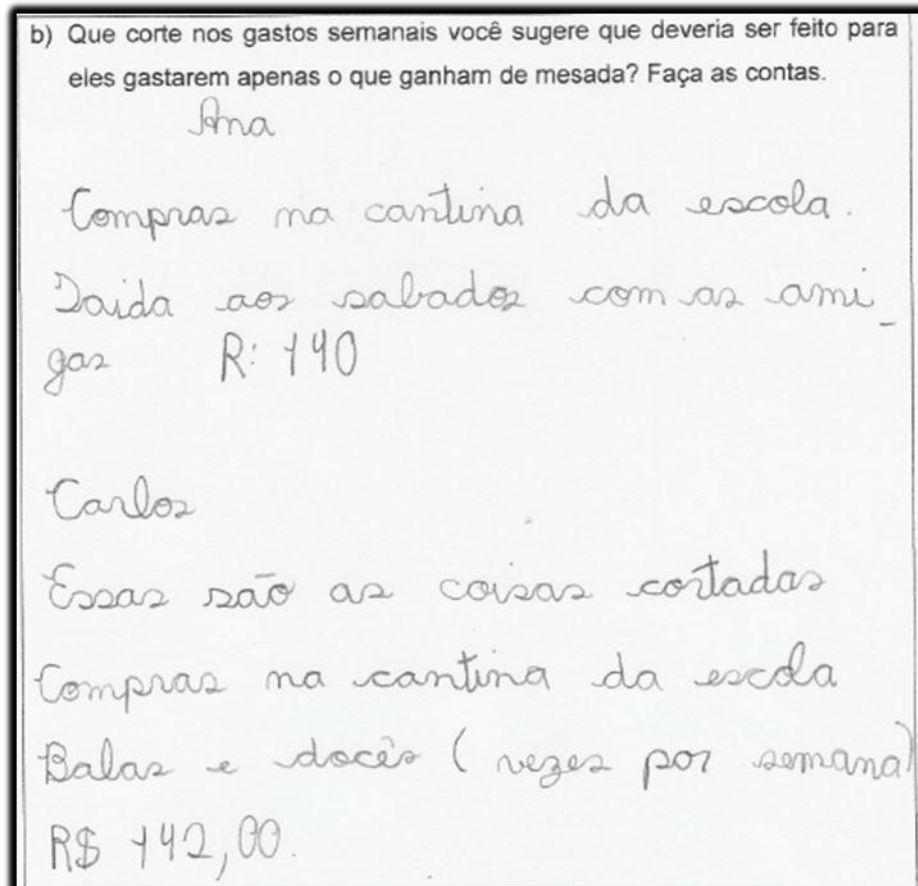 b) Que corte nos gastos semanais você sugere que deveria ser feito para
eles gastarem apenas o que ganham de mesada? Faça as contas.
Ana
Compras na cantina da escola.
Saida aos sabados com as ami_
gas R: 140
Carlos
Essas são as coisas cortadas
Compras na cantina da escola
Balas e docês (vezes por semana)
R$ 142,00.